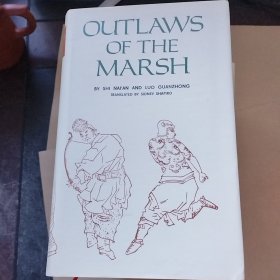 OUTLAWS
OF THE
MARSH
BY SHI NAI'AN AND LUO GUANZHONG
TRANSLATED BY SIDNEY SHAPIRO